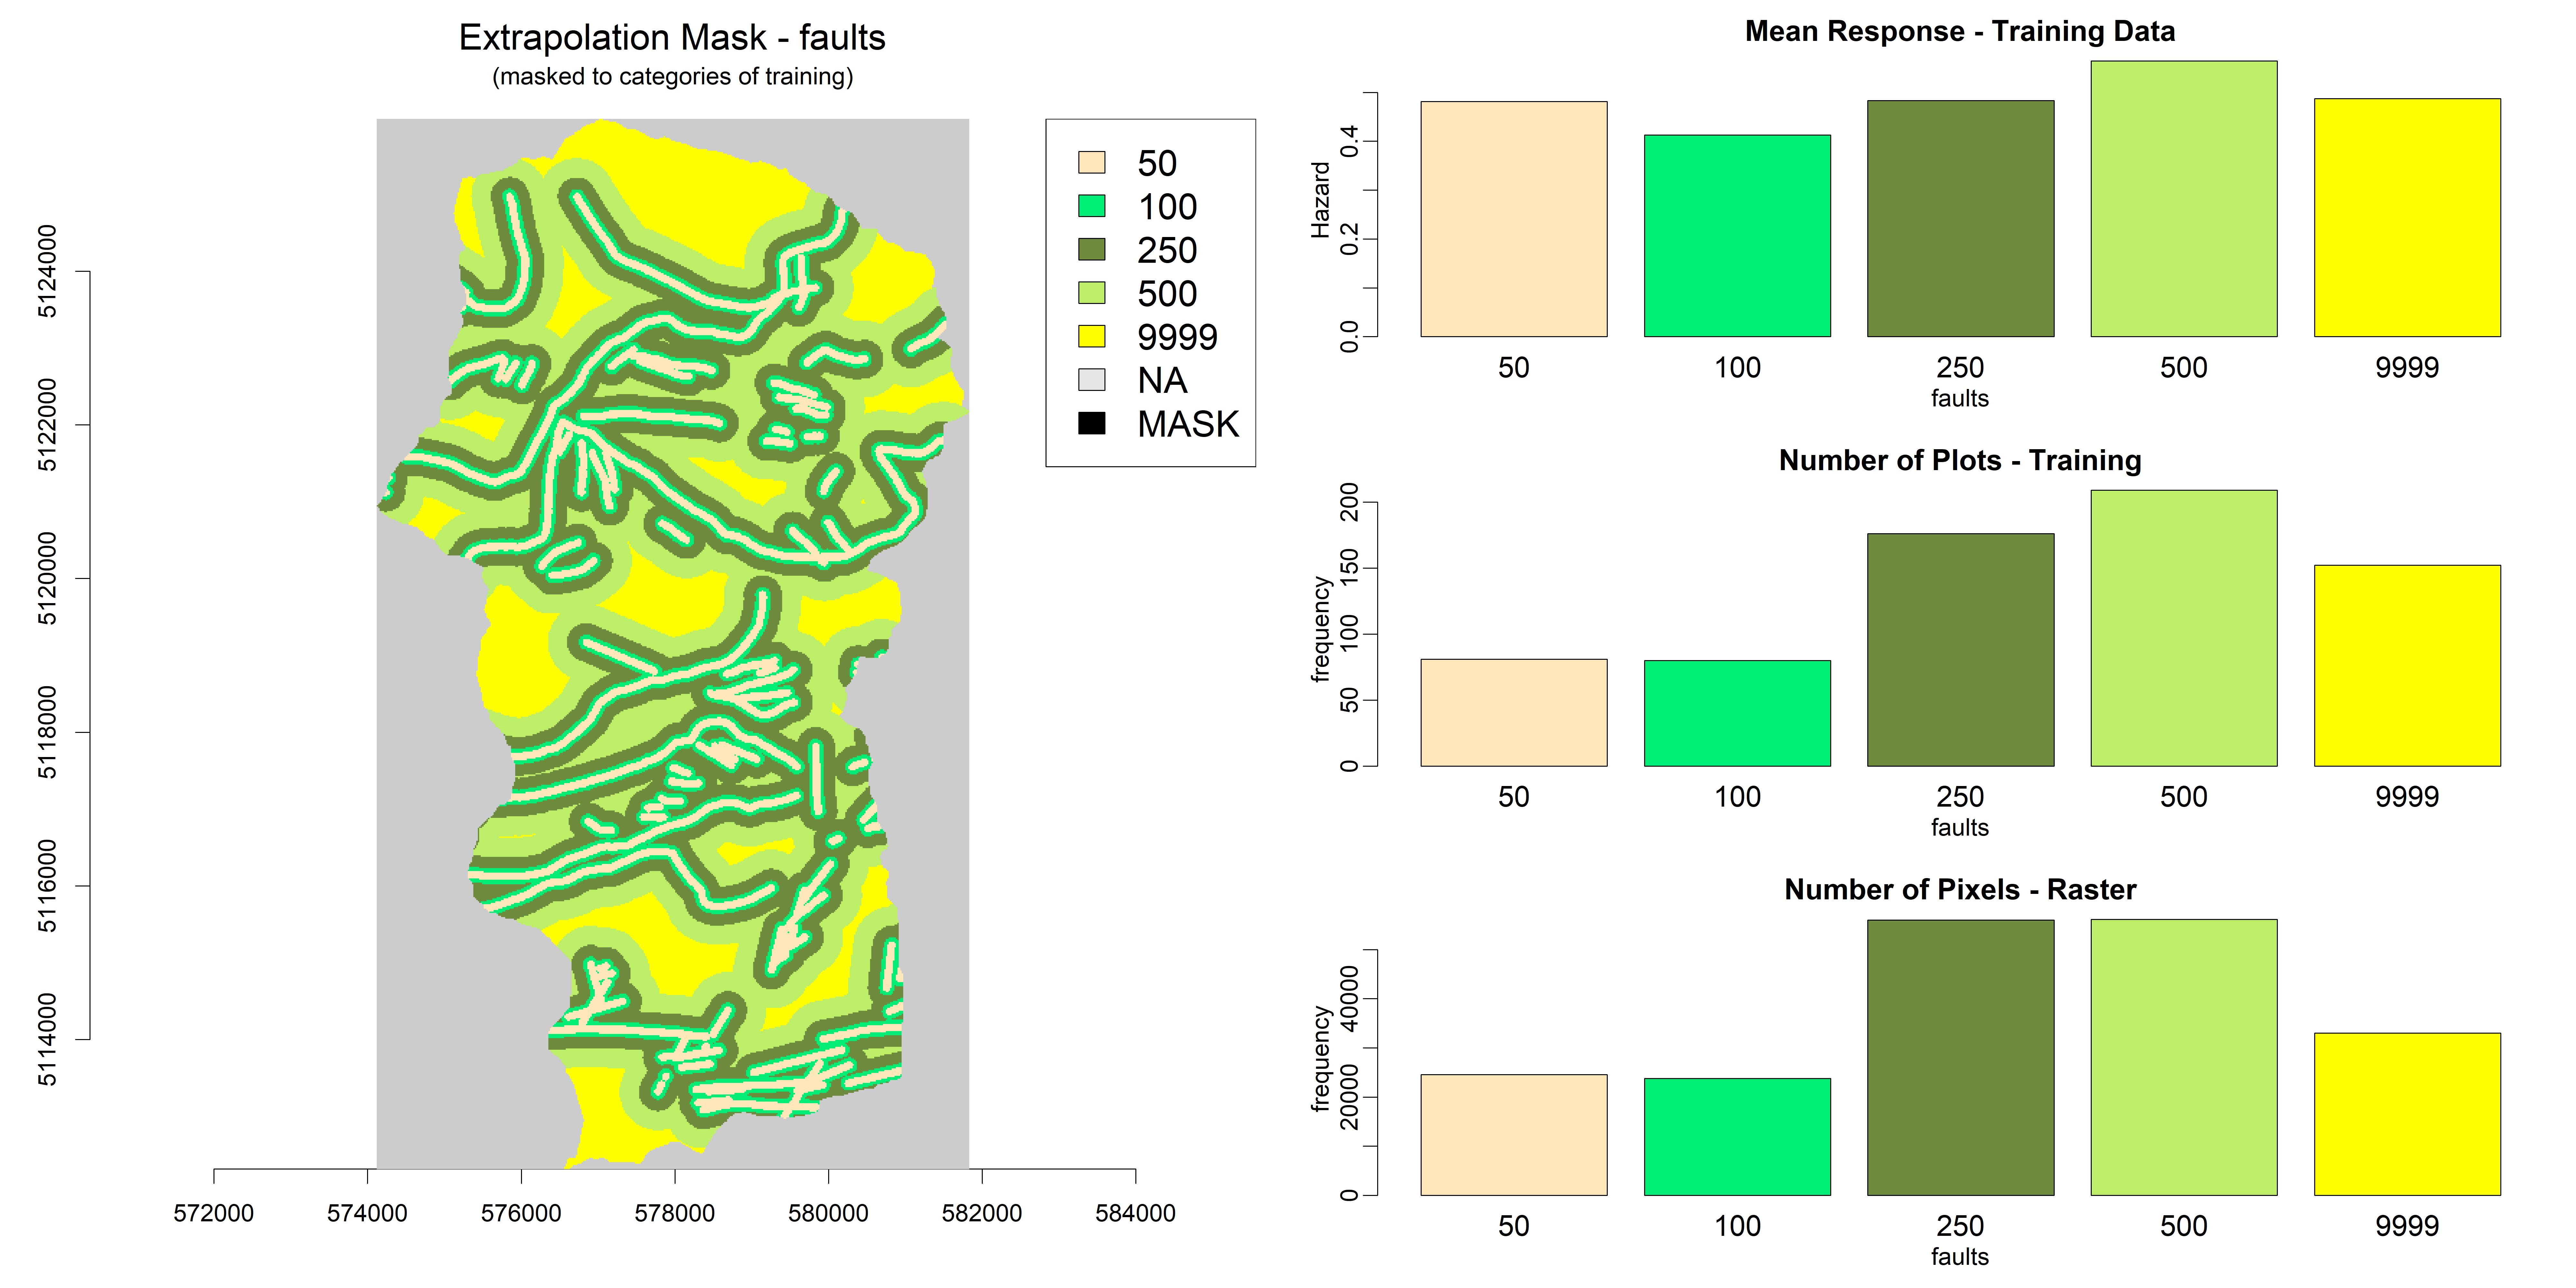 Extrapolation Mask - faults
(masked to categories of training)
5124000
5122000
5120000
5118000
5116000
5114000
572000 574000 576000 578000 580000 582000 584000
50
100
250
500
9999
NA
MASK
Mean Response - Training Data
Hazard
0.4
0.2
0.0
50 100 250 500 9999
faults
Number of Plots - Training
frequency
200
150
100
50
0
50 100 250 500 9999
faults
Number of Pixels - Raster
frequency
40000
20000
0
50 100 250 500 9999
faults